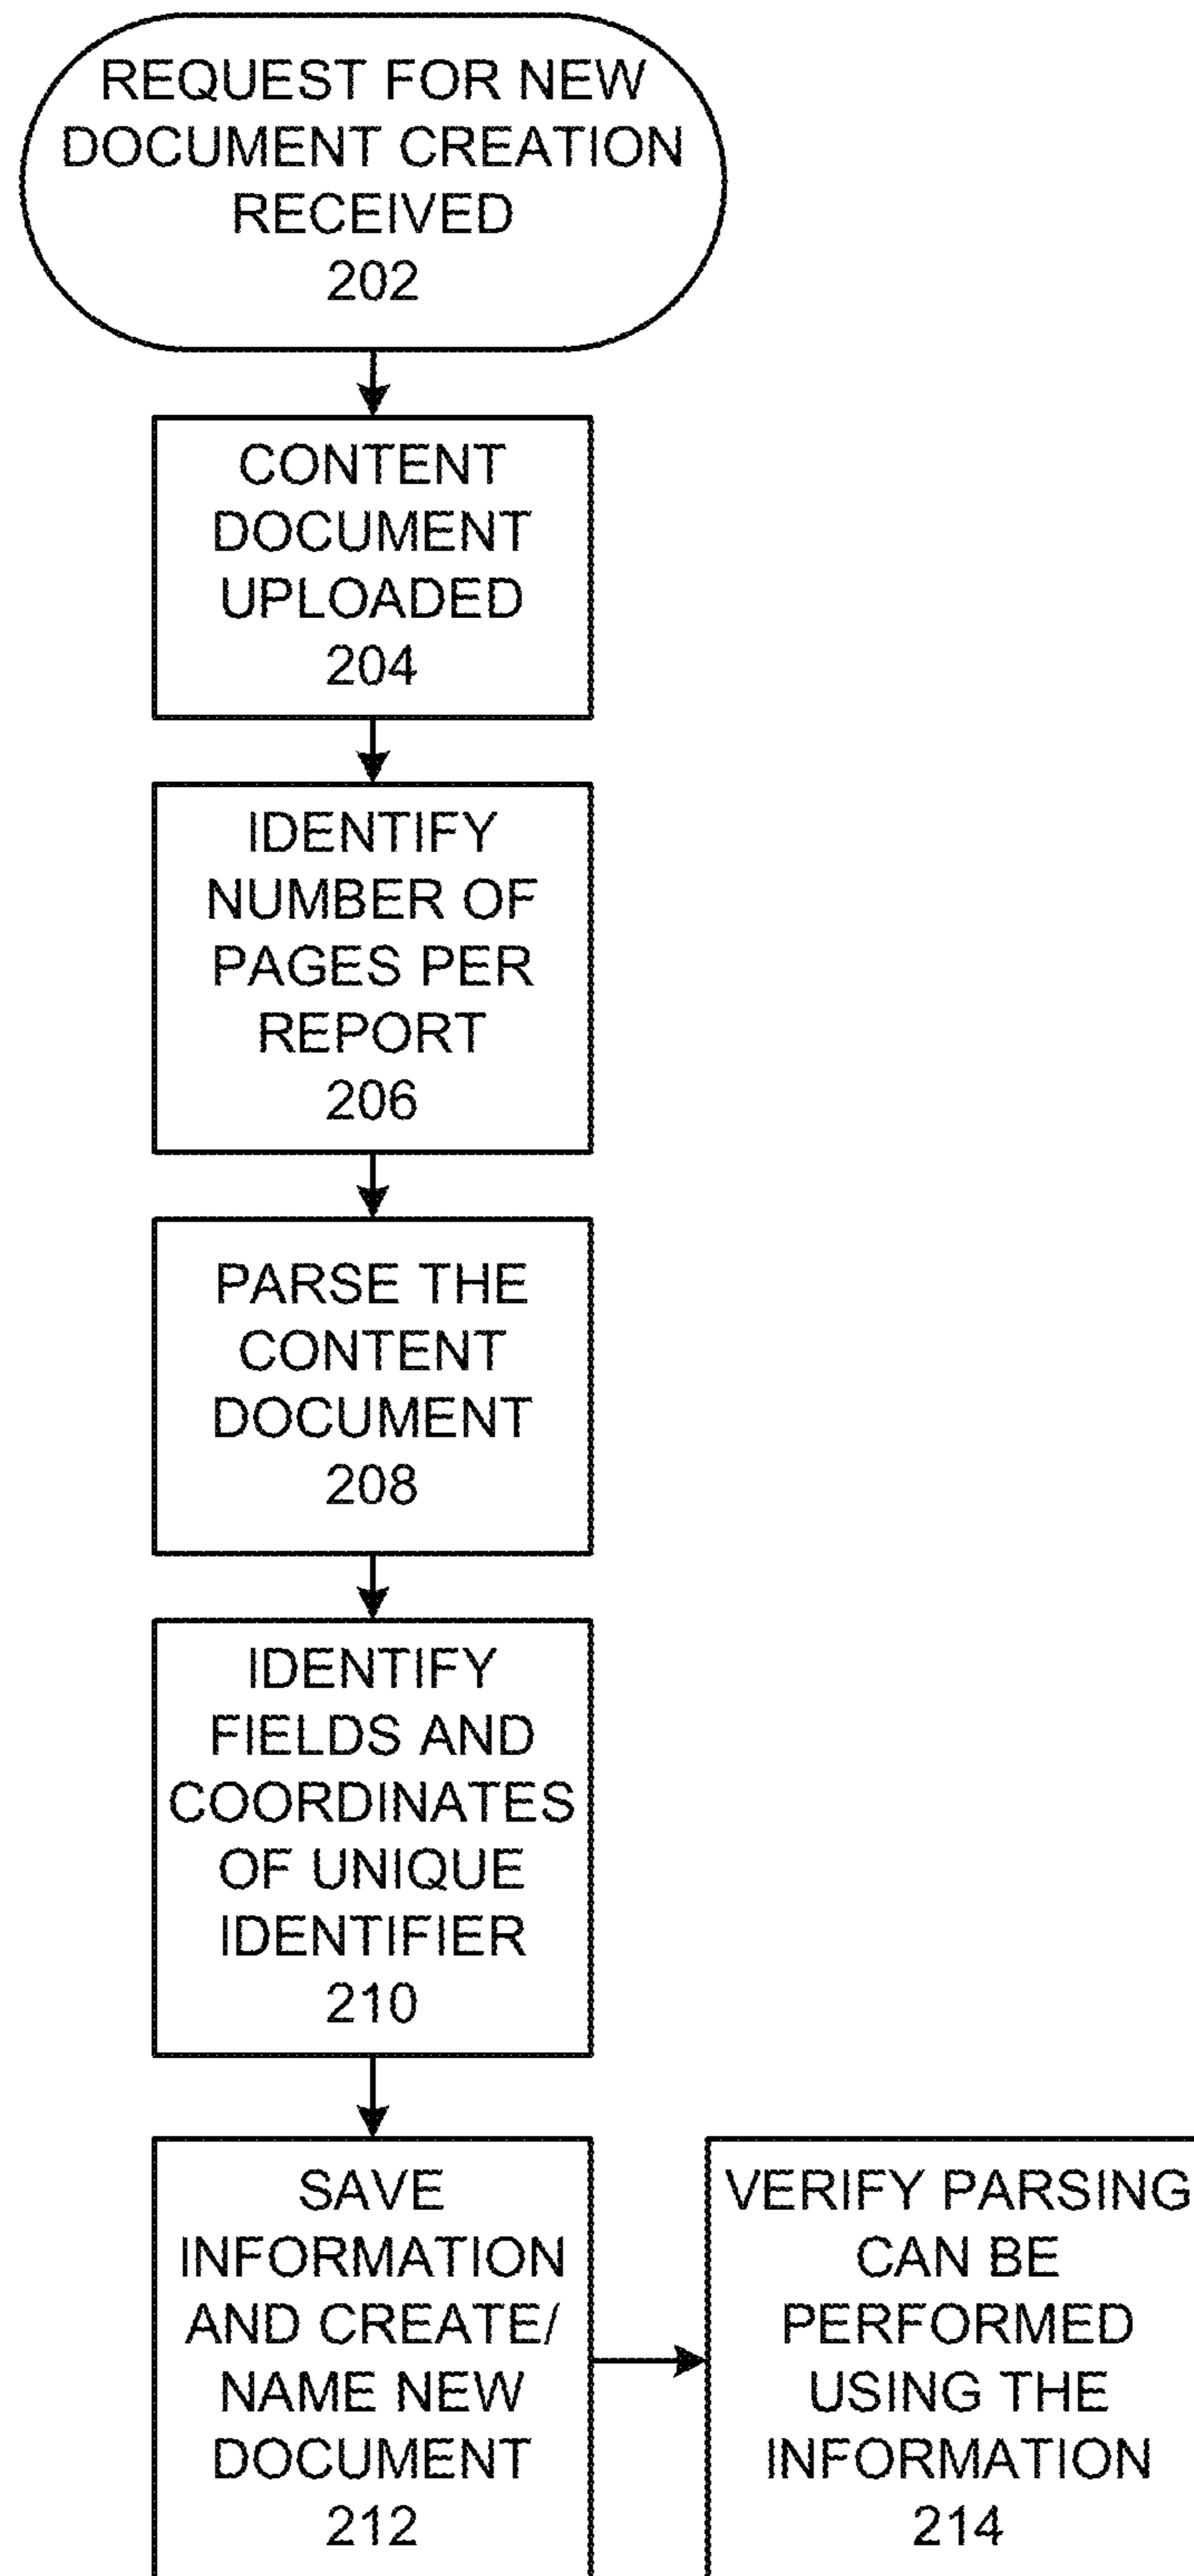 REQUEST FOR NEW
DOCUMENT CREATION
RECEIVED
202
CONTENT
DOCUMENT
UPLOADED
204
IDENTIFY
NUMBER OF
PAGES PER
REPORT
206
PARSE THE
CONTENT
DOCUMENT
208
IDENTIFY
FIELDS AND
COORDINATES
OF UNIQUE
IDENTIFIER
210
SAVE
INFORMATION
AND CREATE/
NAME NEW
DOCUMENT
212
VERIFY PARSING
CAN BE
PERFORMED
USING THE
INFORMATION
214